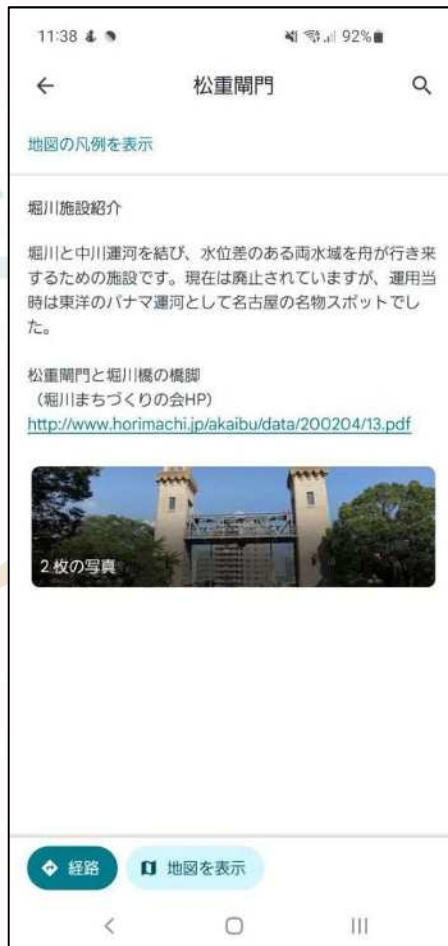 11:38 92%
松重閘門
地図の凡例を表示
堀川施設紹介
堀川と中川運河を結び、水位差のある両水域を舟が行き来
するための施設です。現在は廃止されていますが、運用当
時は東洋のパナマ運河として名古屋の名物スポットでし
た。
松重閘門と堀川橋の橋脚
（堀川まちづくりの会HP）
http://www.horimachi.jp/akaibu/data/200204/13.pdf
2 枚の写真
経路 地図を表示